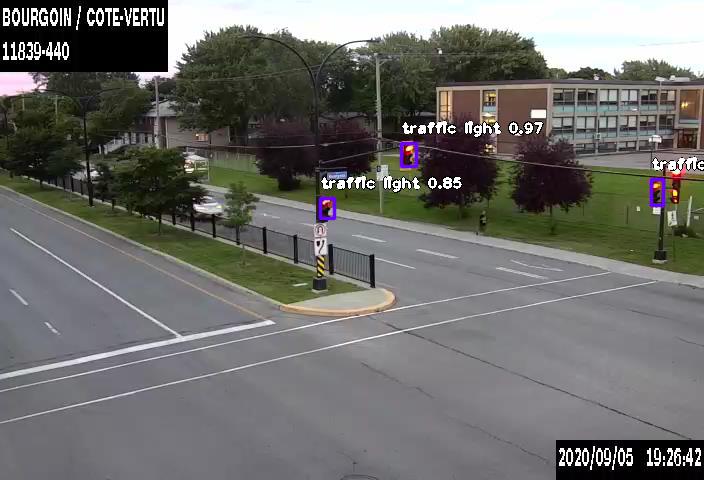 BOURGOIN / COTE-VERTU
11839-440
traffic light 0.97
traffic
traffic light 0.85
2020/09/05 19:26:42